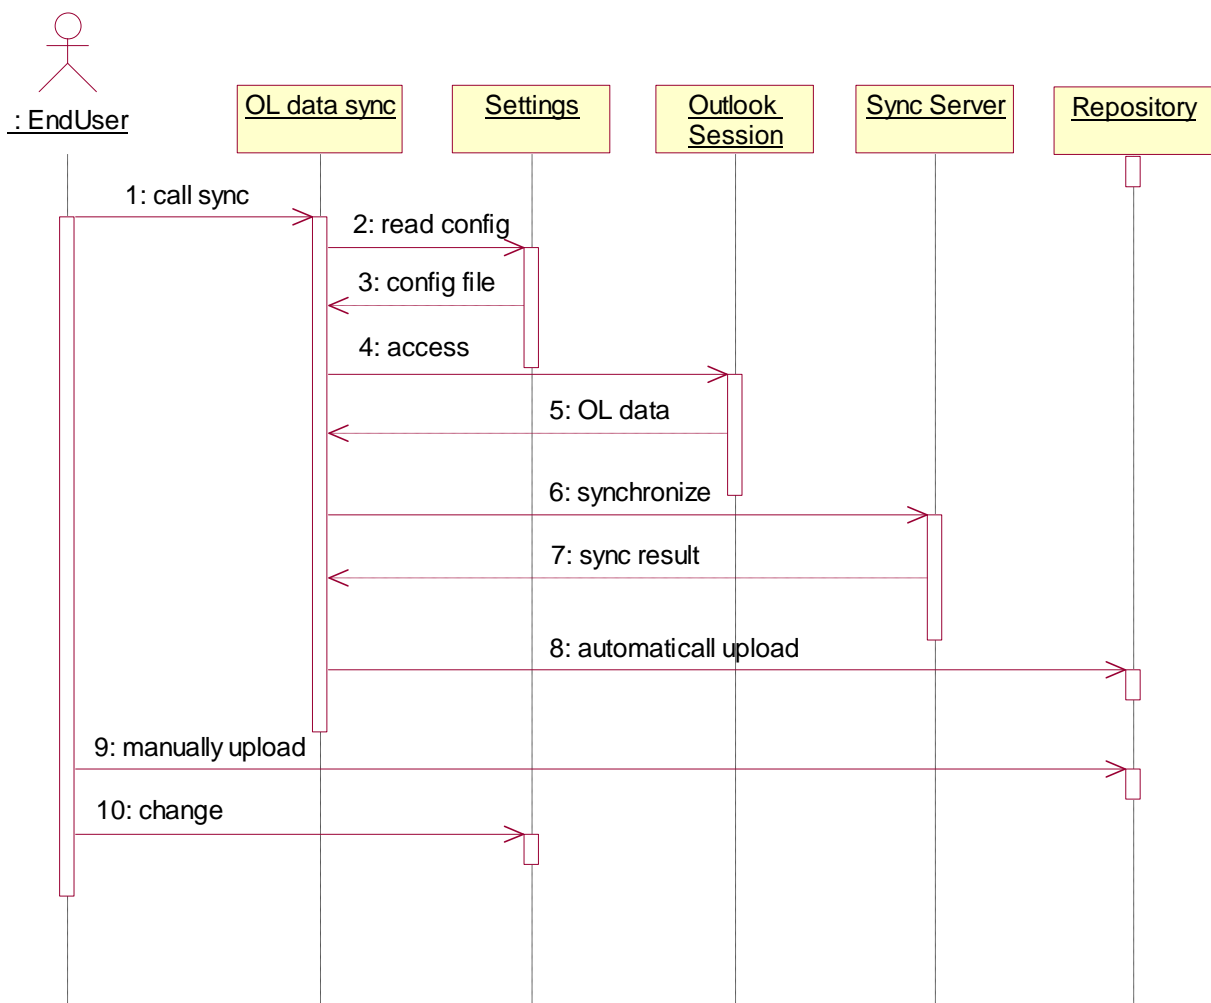 : EndUser
OL data sync
Settings
Outlook
Session
Sync Server
Repository
1: call sync
2: read config
3: config file
4: access
5: OL data
6: synchronize
7: sync result
8: automaticall upload
9: manually upload
10: change